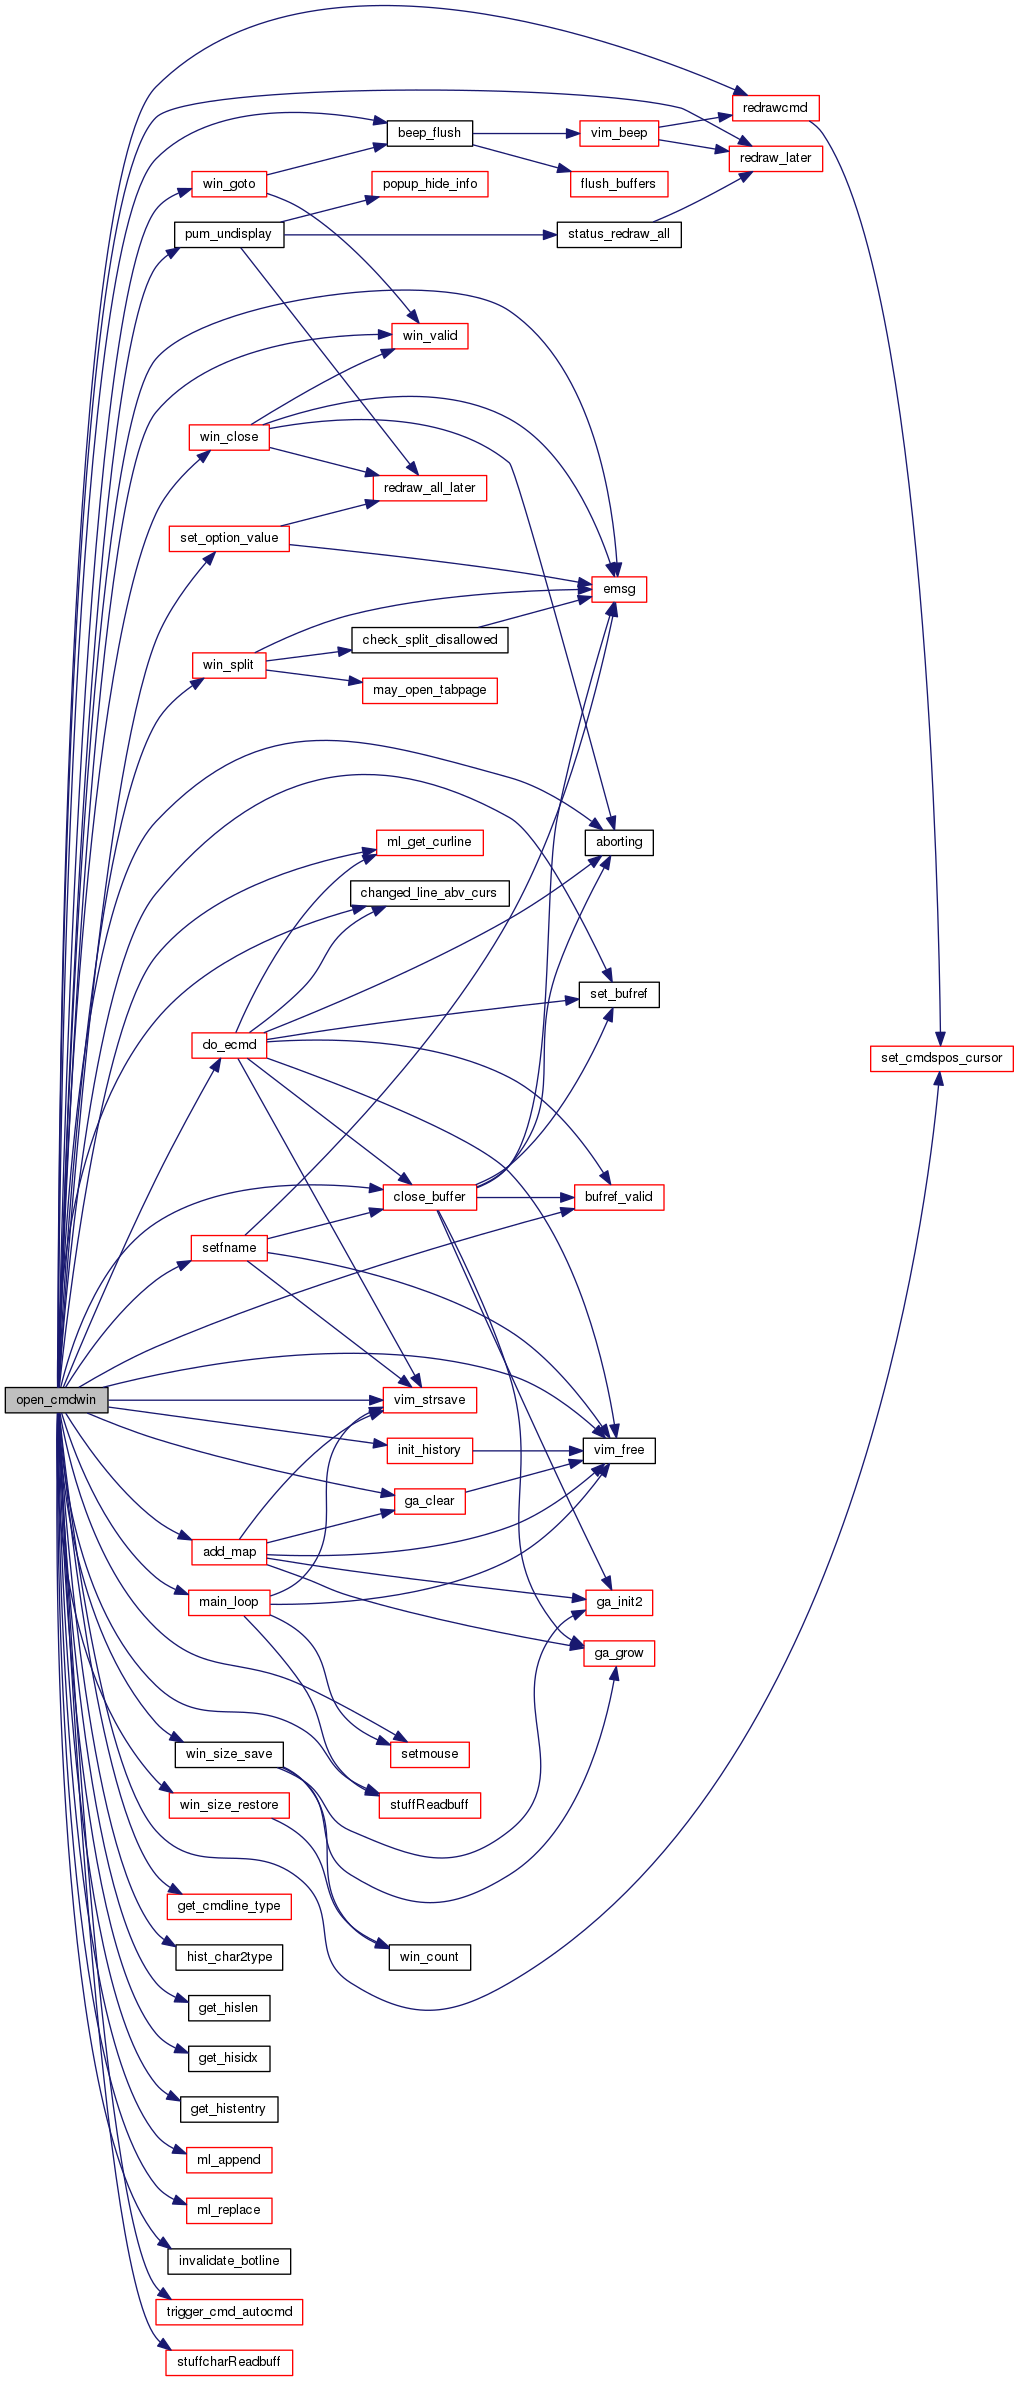 redrawcmd
beep_flush
vim_beep
redraw_later
win_goto
popup_hide_info
flush_buffers
pum_undisplay
status_redraw_all
win_valid
win_close
redraw_all_later
set_option_value
emsg
check_split_disallowed
win_split
may_open_tabpage
ml_get_curline
aborting
changed_line_abv_curs
set_bufref
do_ecmd
set_cmdspos_cursor
close_buffer
bufref_valid
setfname
open_cmdwin
vim_strsave
init_history
vim_free
ga_clear
add_map
main_loop
ga_init2
ga_grow
win_size_save
setmouse
win_size_restore
stuffReadbuff
get_cmdline_type
hist_char2type
win_count
get_hislen
get_hisidx
get_histentry
ml_append
ml_replace
invalidate_botline
trigger_cmd_autocmd
stuffcharReadbuff